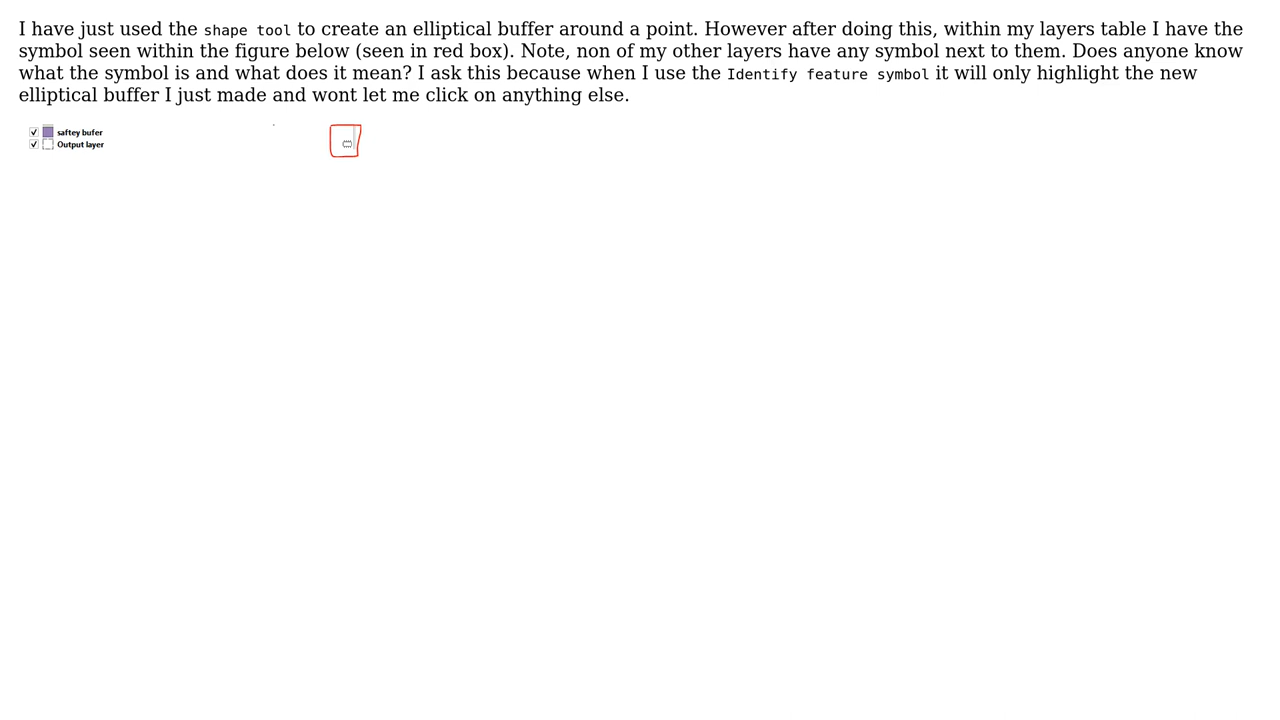 I have just used the shape tool to create an elliptical buffer around a point. However after doing this, within my layers table I have the
symbol seen within the figure below (seen in red box). Note, non of my other layers have any symbol next to them. Does anyone know
what the symbol is and what does it mean? I ask this because when I use the Identify feature symbol it will only highlight the new
elliptical buffer I just made and wont let me click on anything else.
saftey bufer
Output layer